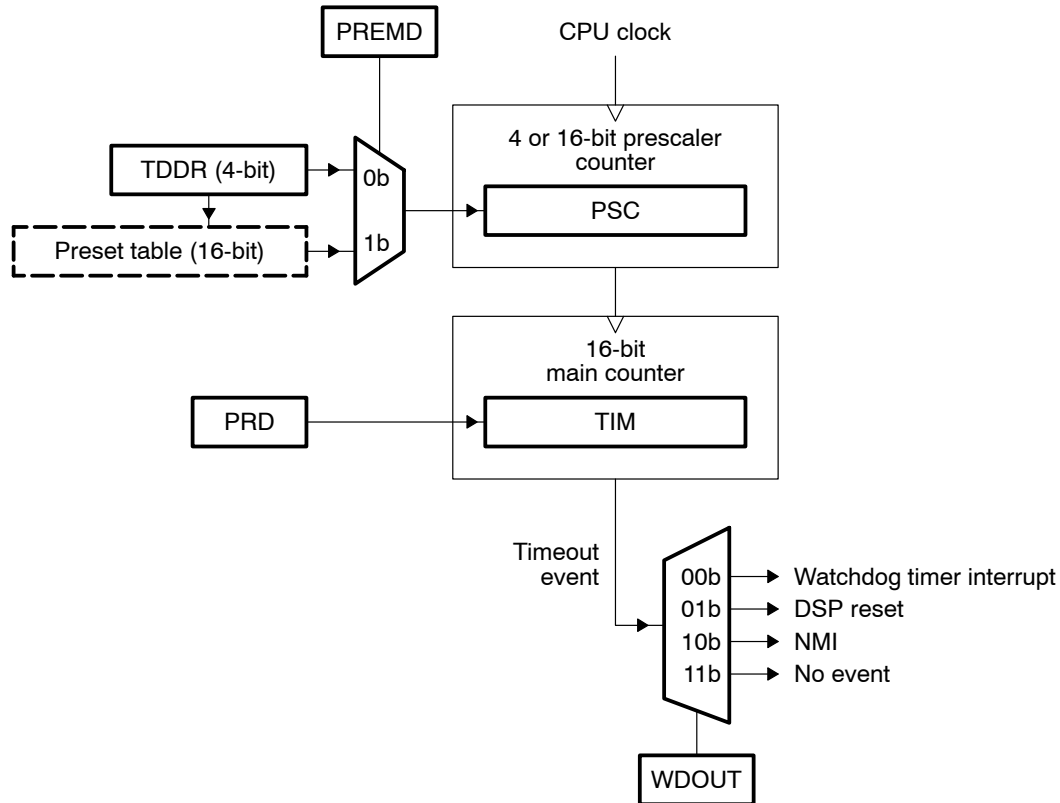 PREMD
CPU clock
4 or 16-bit prescaler
counter
TDDR (4-bit)
0b
PSC
Preset table (16-bit)
1b
16-bit
main counter
PRD
TIM
Timeout
event
00b
Watchdog timer interrupt
01b
DSP reset
10b
NMI
11b
No event
WDOUT